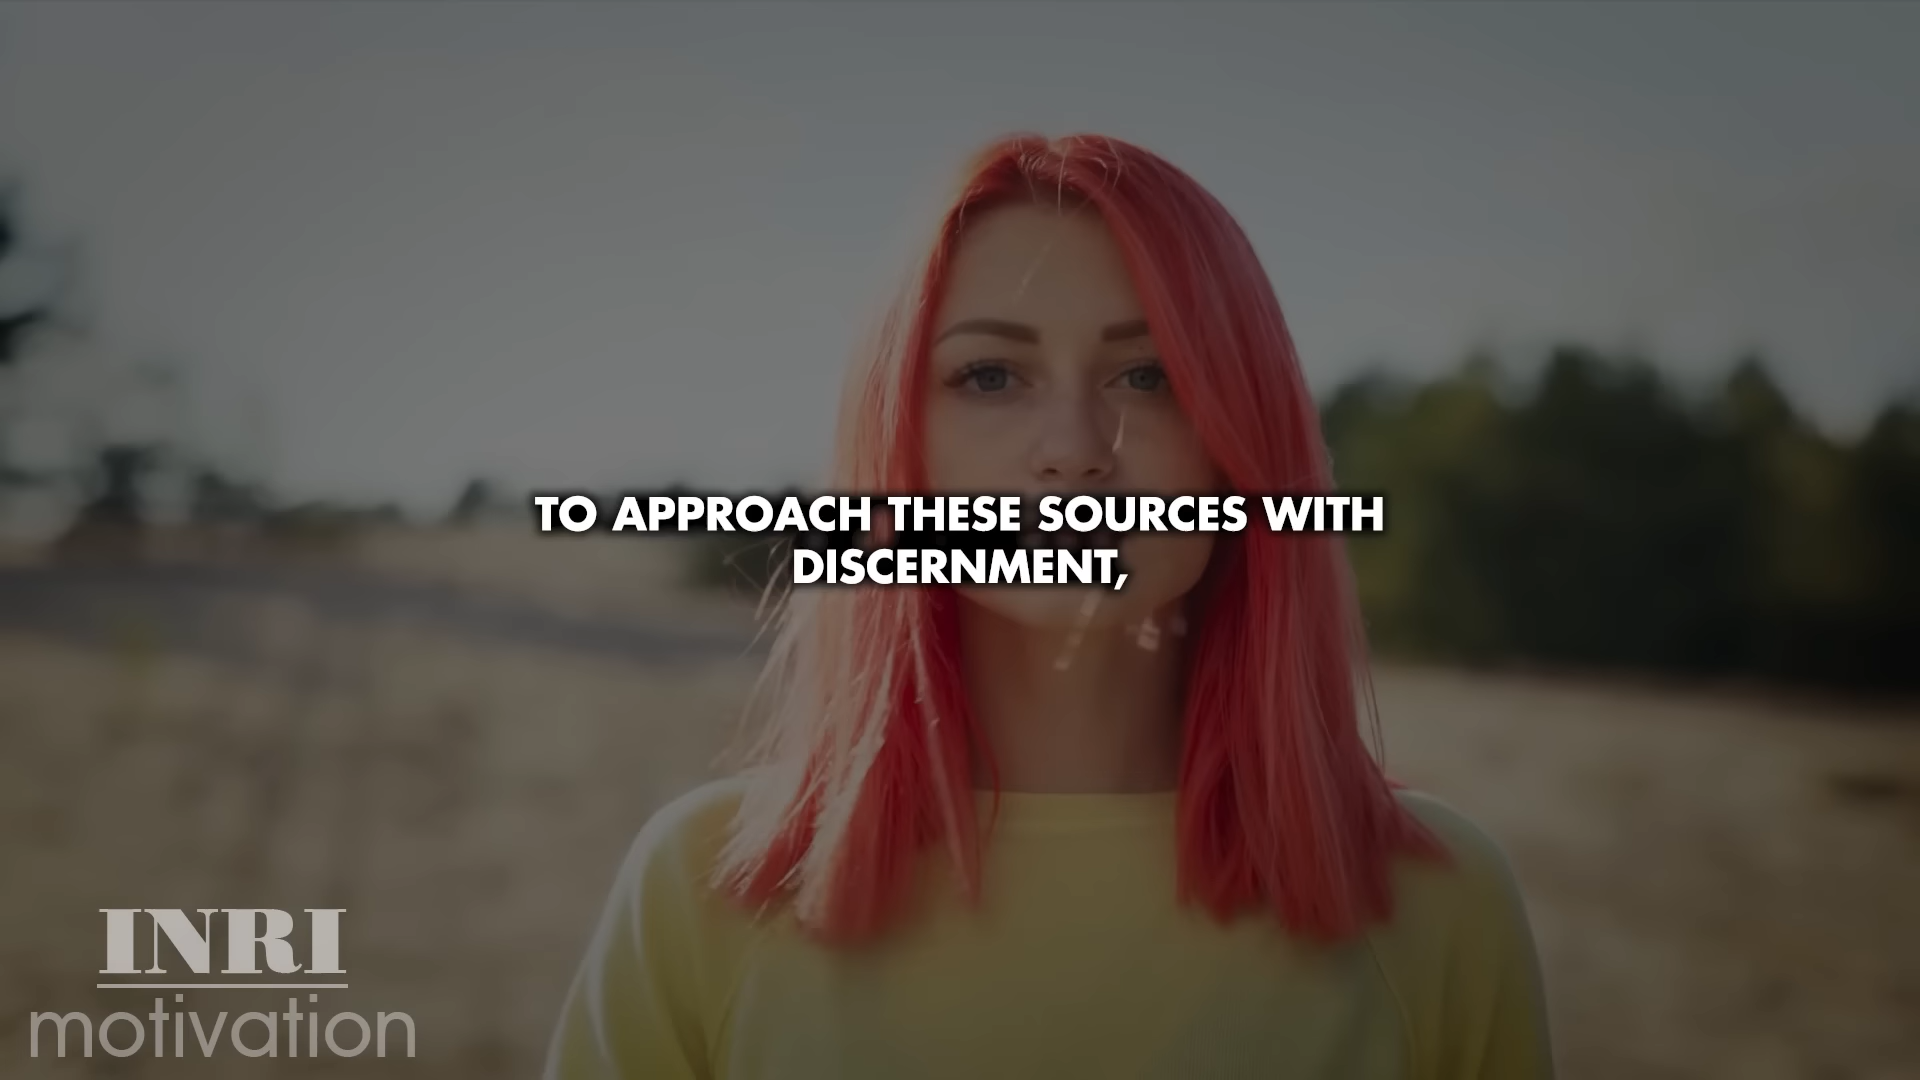 TO APPROACH THESE SOURCES WITH
DISCERNMENT,
INRI
motivation